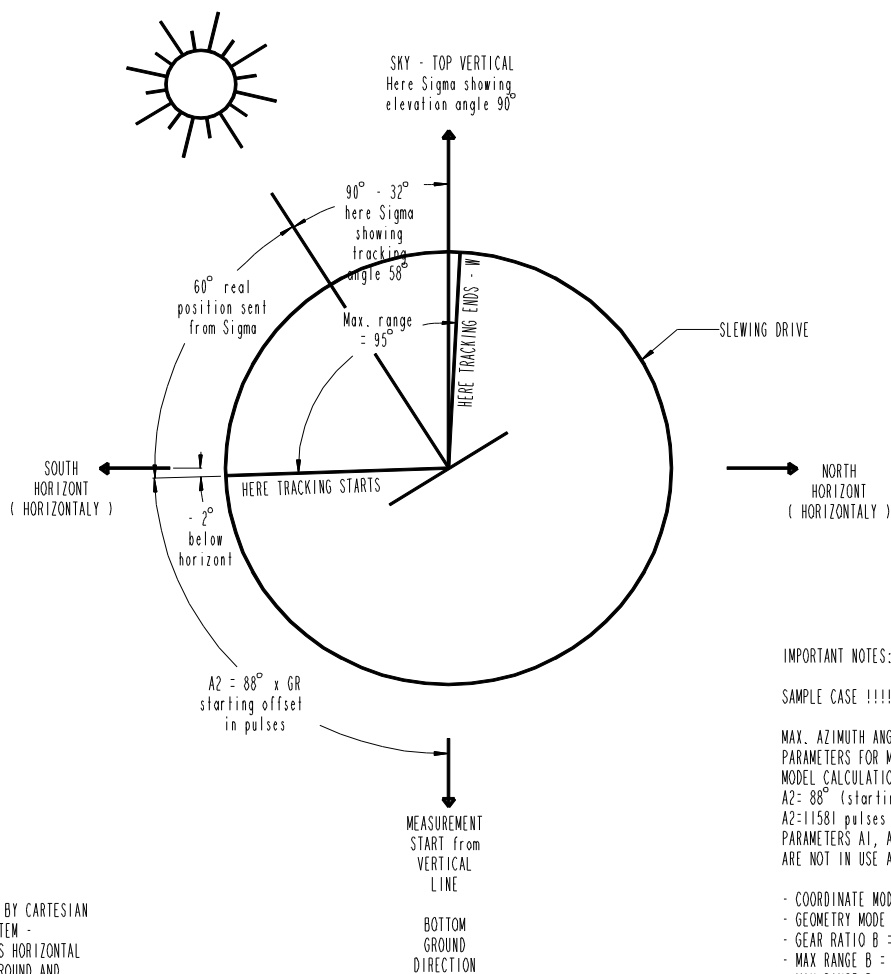 SKY - TOP VERTICAL
Here Sigma showing
elevation angle 90°
90° - 32°
here Sigma
showing
tracking
angle 58°
60° real
position sent
from Sigma
Max. range
= 95°
HERE TRACKING ENDS - W
SLEWING DRIVE
SOUTH
HORIZONT
( HORIZONTALY )
NORTH
HORIZONT
( HORIZONTALY )
HERE TRACKING STARTS
- 2°
below
horizont
A2 = 88° x GR
starting offset
in pulses
MEASUREMENT
START from
VERTICAL
LINE
BOTTOM
GROUND
DIRECTION
IMPORTANT NOTES:
SAMPLE CASE !!!!
MAX. AZIMUTH ANG
PARAMETERS FOR M
MODEL CALCULATIO
A2= 88° (startin
A2=11581 pulses
PARAMETERS A1, A
ARE NOT IN USE A
- COORDINATE MOD
- GEOMETRY MODE
- GEAR RATIO B =
- MAX RANGE B =
BY CARTESIAN
TEM -
S HORIZONTAL
ROUND AND